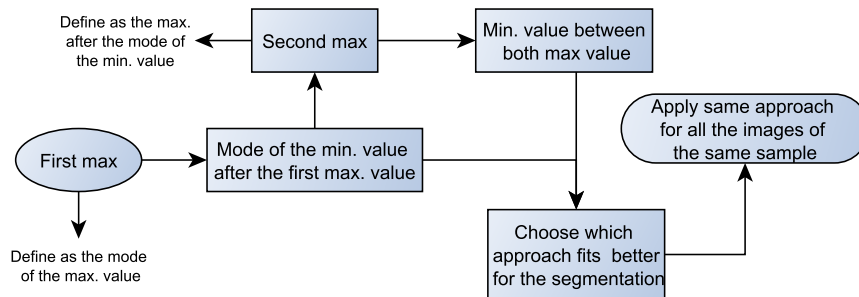 Define as the max.
after the mode of
the min. value
Second max
Min. value between
both max value
Apply same approach
for all the images of
the same sample
First max
Mode of the min. value
after the first max. value
Define as the mode
of the max. value
Choose which
approach fits better
for the segmentation